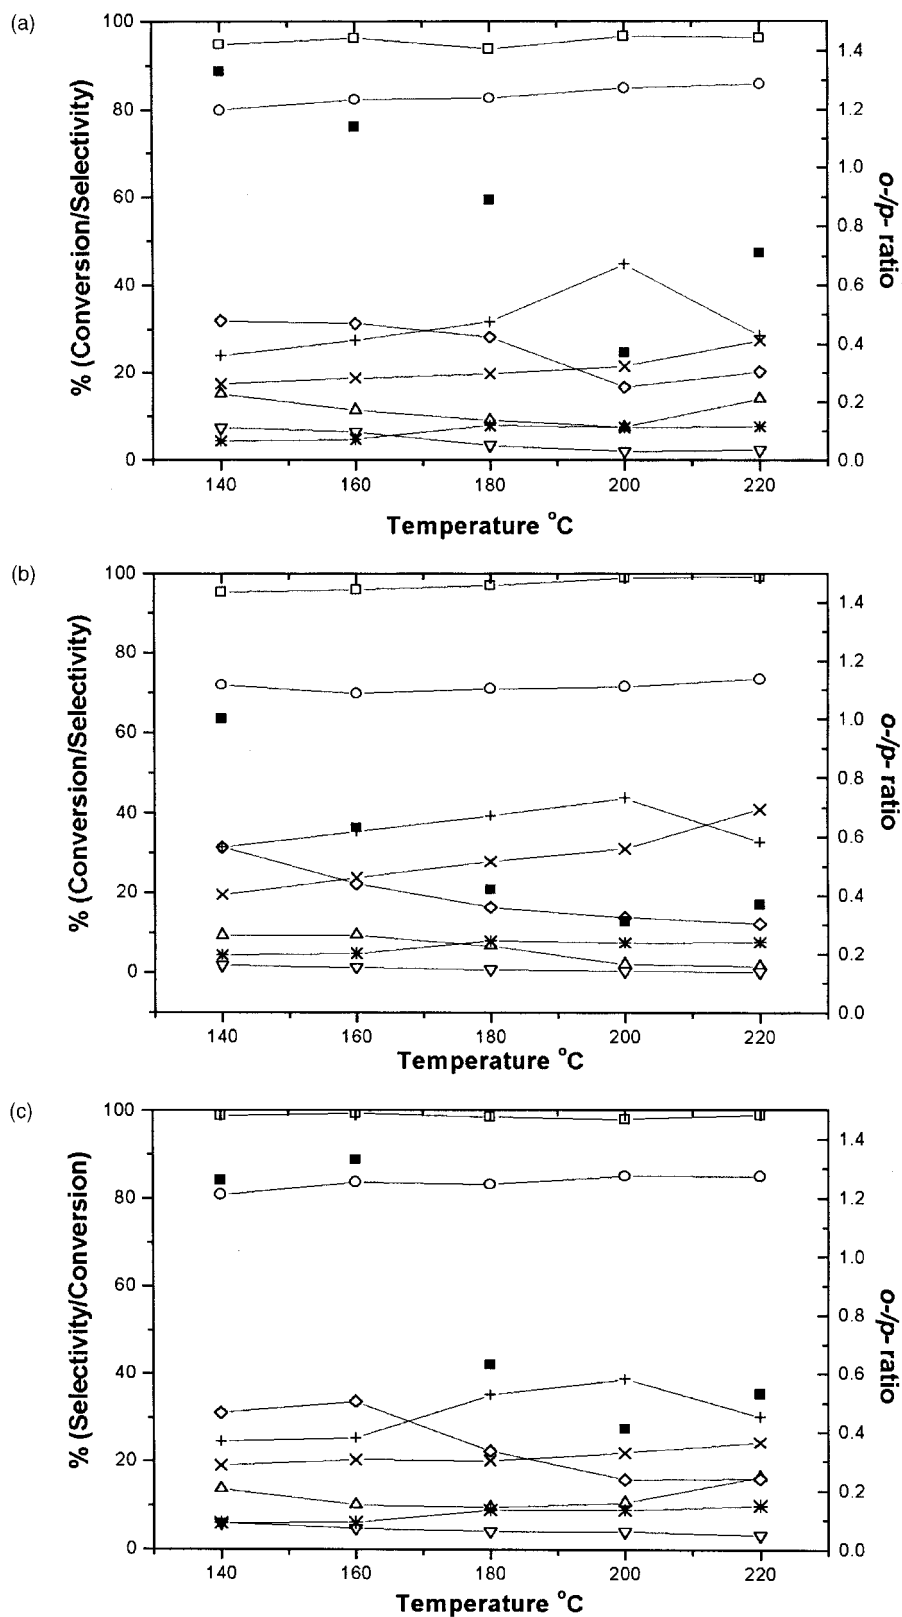 (a)
100
80
60
40
20
0
% (Conversion/Selectivity)
1.4
1.2
1.0
0.8
0.6
0.4
0.2
0.0
o-/p- ratio
140 160 180 200 220
Temperature °C
(b)
100
80
60
40
20
0
% (Conversion/Selectivity)
1.4
1.2
1.0
0.8
0.6
0.4
0.2
0.0
o-/p- ratio
140 160 180 200 220
Temperature °C
(c)
100
80
60
40
20
0
% (Selectivity/Conversion)
1.4
1.2
1.0
0.8
0.6
0.4
0.2
0.0
o-/p- ratio
140 160 180 200 220
Temperature °C